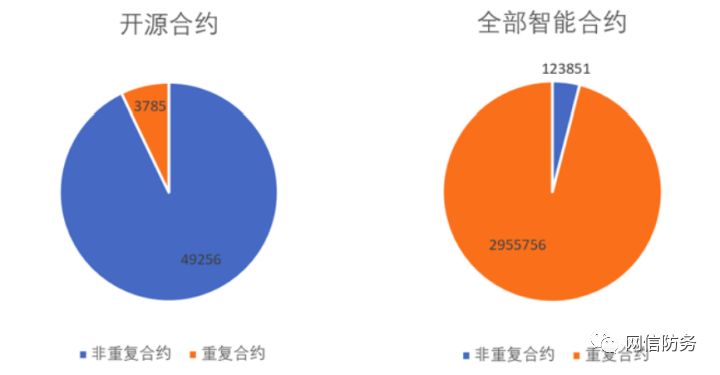 开源合约
3785
49256
非重复合约 重复合约
全部智能合约
123851
2955756
非重复合约 重复合约
网信防务